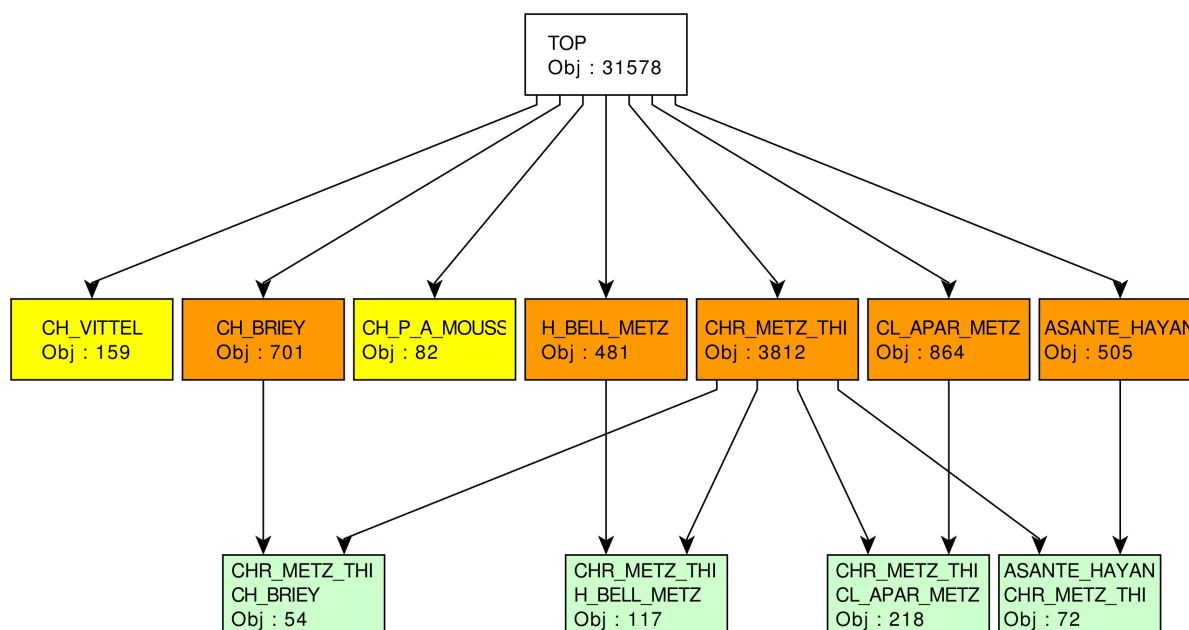 TOP
Obj : 31578
CH_VITTEL
Obj : 159
CH_BRIEY
Obj : 701
CH_P_A_MOUSS
Obj : 82
H_BELL_METZ
Obj : 481
CHR_METZ_THI
Obj : 3812
CL_APAR_METZ
Obj : 864
ASANTE_HAYAN
Obj : 505
CHR_METZ_THI
CH_BRIEY
Obj : 54
CHR_METZ_THI
H_BELL_METZ
Obj : 117
CHR_METZ_THI
CL_APAR_METZ
Obj : 218
ASANTE_HAYAN
CHR_METZ_THI
Obj : 72